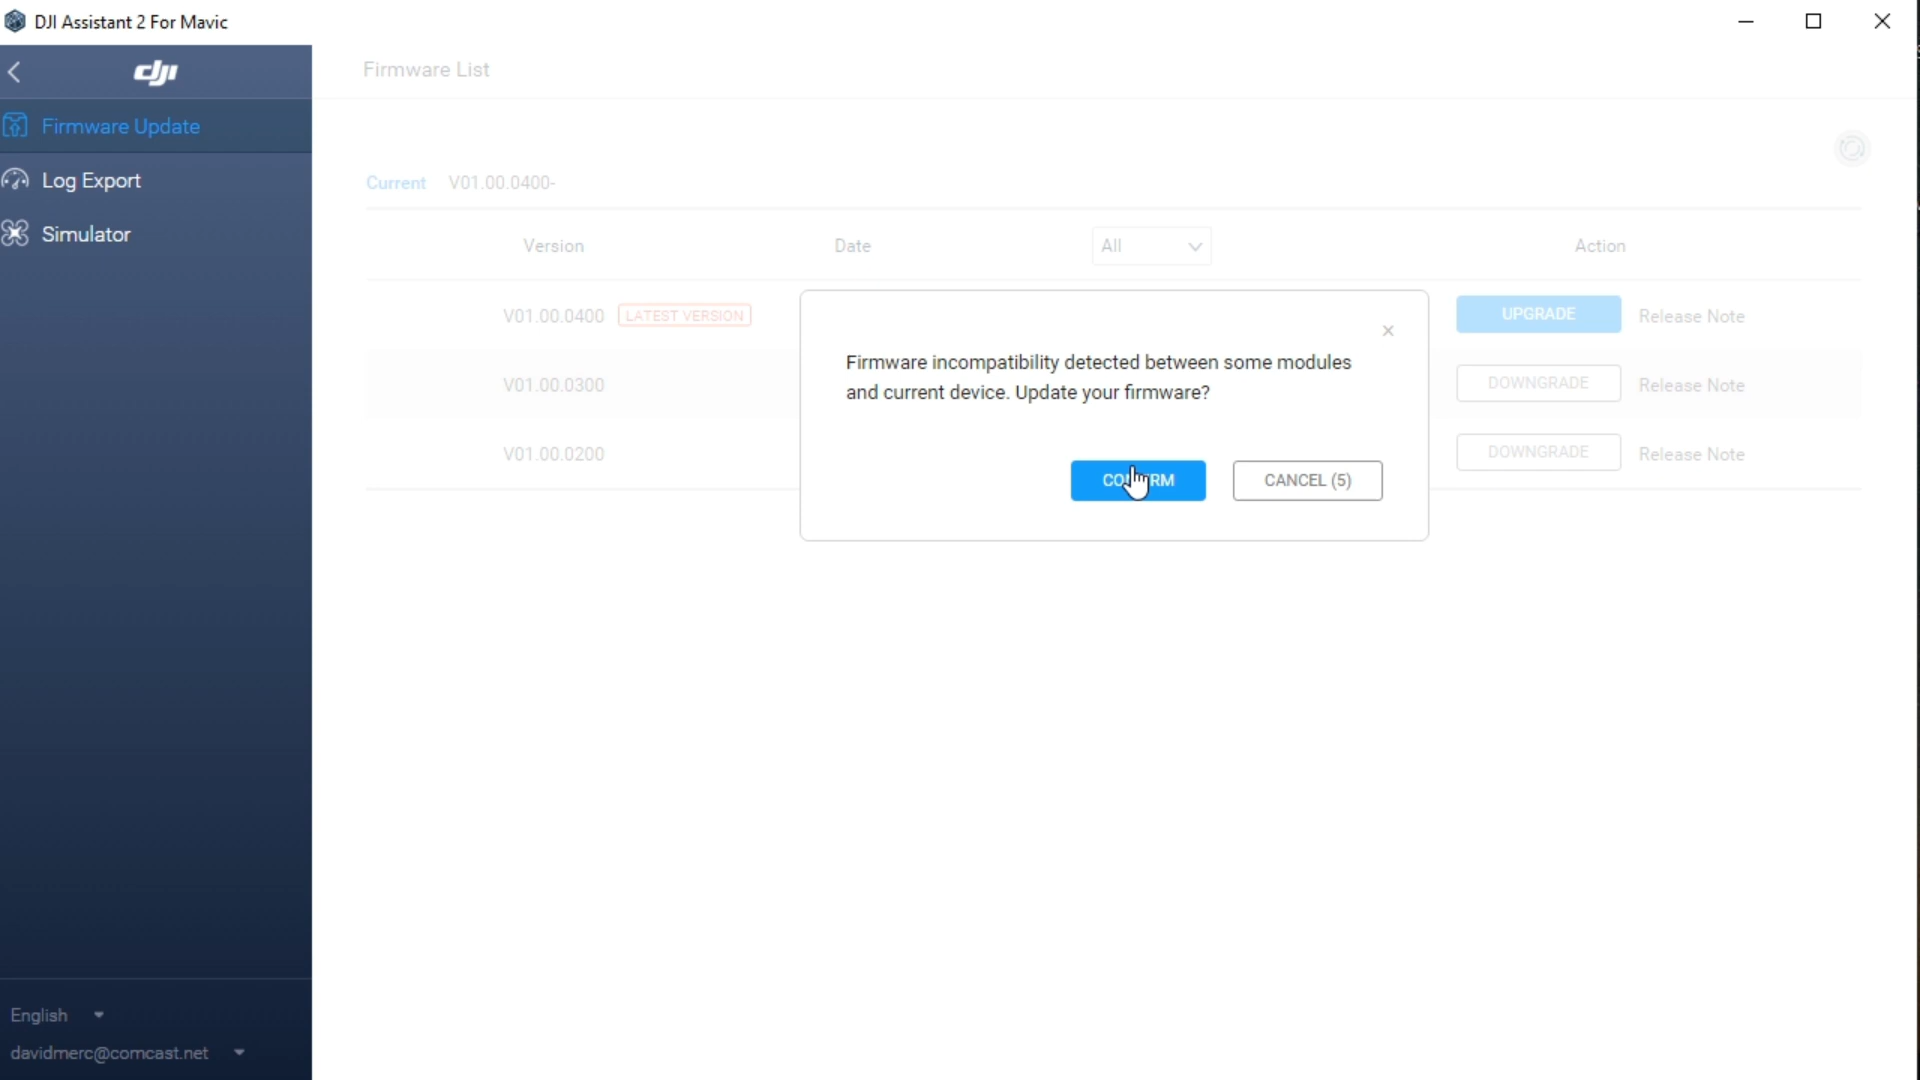 DJI Assistant 2 For Mavic
dji
Firmware List
Firmware Update
Log Export
Simulator
Current V01.00.0400-
Version Date All Action
V01.00.0400 LATEST VERSION UPGRADE Release Note
V01.00.0300 DOWNGRADE Release Note
V01.00.0200 DOWNGRADE Release Note
Firmware incompatibility detected between some modules
and current device. Update your firmware?
CANCEL (5)
English
davidmerc@comcast.net